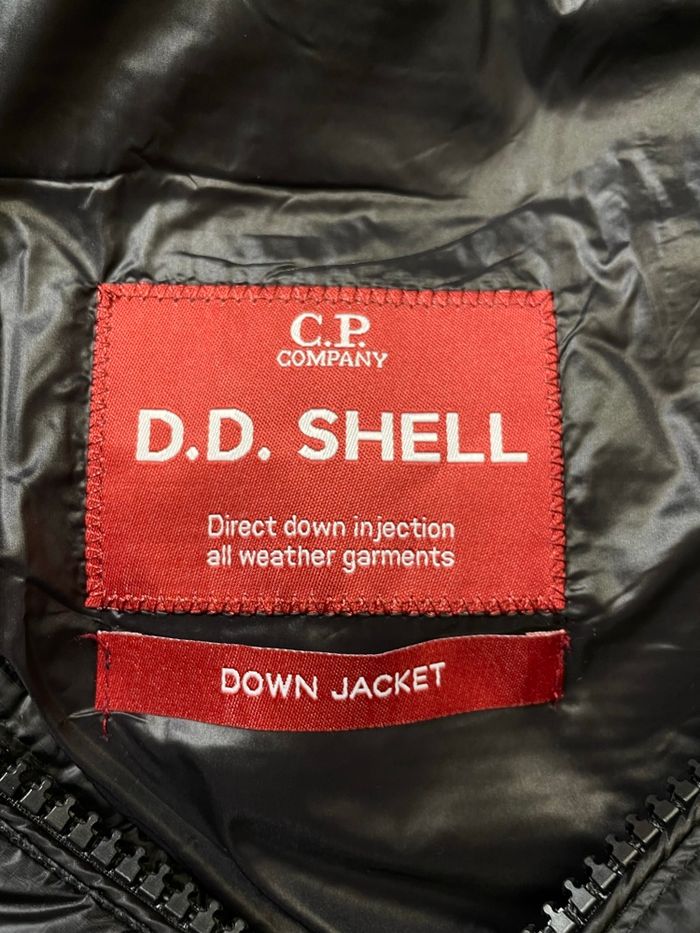 C.P.
COMPANY
D.D. SHELL
Direct down injection
all weather garments
DOWN JACKET